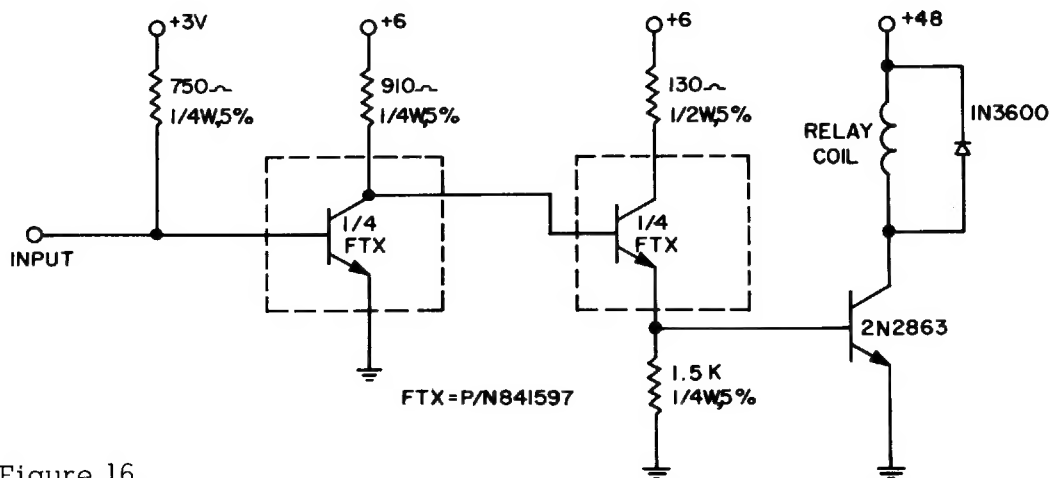 +3V
+6
+6
+48
750Ω
1/4W,5%
910Ω
1/4W,5%
130Ω
1/2W,5%
RELAY
COIL
IN3600
INPUT
1/4
FTX
1/4
FTX
2N2863
1.5 K
1/4W,5%
FTX=P/N841597
Figure 16